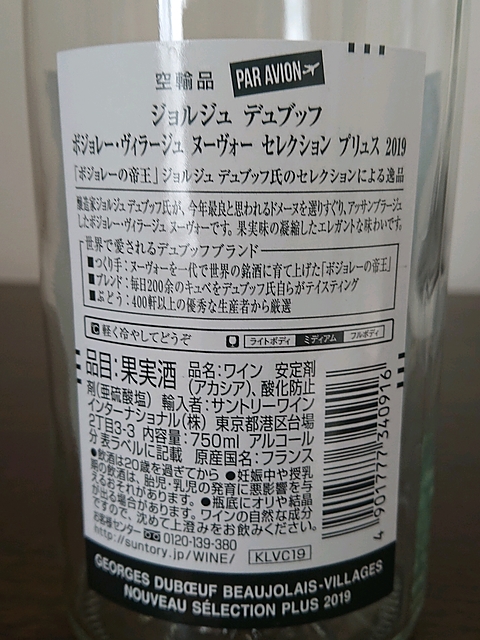 空輸品 PAR AVION
ジョルジュ デュブッフ
ボジョレー・ヴィラージュ ヌーヴォー セレクション プリュス 2019
「ボジョレーの帝王」ジョルジュ デュブッフ氏のセレクションによる逸品
醸造家ジョルジュ デュブッフ氏が、今年最良と思われるドメーヌを選りすぐり、アッサンブラージュ
したボジョレー・ヴィラージュ ヌーヴォーです。果実味の凝縮したエレガントな味わいです。
世界で愛されるデュブッフブランド
■つくり手：ヌーヴォーを一代で世界の銘酒に育て上げた「ボジョレーの帝王」
■ブレンド：毎日200余のキュベをデュブッフ氏自らがテイスティング
■ぶどう：400軒以上の優秀な生産者から厳選
軽く冷やしてどうぞ ライトボディ ミディアム フルボディ
品目：果実酒 品名：ワイン 安定剤
(アカシア)、酸化防止
剤(亜硫酸塩) 輸入者：サントリーワイン
インターナショナル(株) 東京都港区台場
2丁目3-3 内容量：750ml アルコール
分 表ラベルに記載 原産国名：フランス
●飲酒は20歳を過ぎてから ●妊娠中や授乳
期の飲酒は、胎児・乳児の発育に悪影響を与
えるおそれがあります。●瓶底にオリや結晶
が出る場合があります。ワインの自然な成分
ですので、沈めて上澄みをお飲みください。
お客様センター 0120-139-380
http://suntory.jp/WINE/ KLVC19
4 901777 340916
GEORGES DUBŒUF BEAUJOLAIS-VILLAGES
NOUVEAU SÉLECTION PLUS 2019